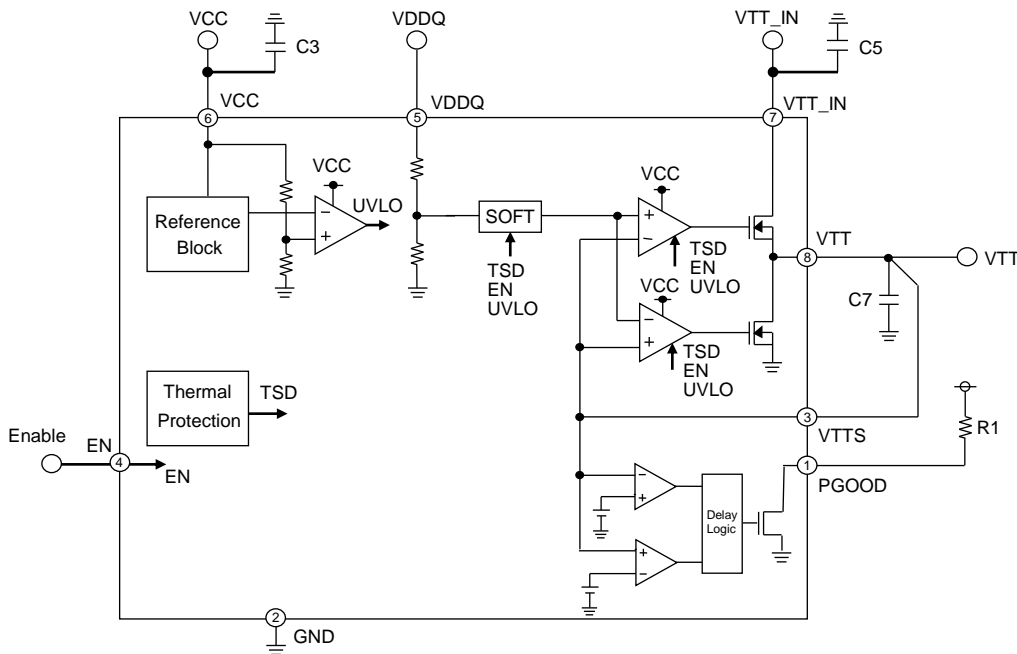 VCC
C3
VDDQ
VTT_IN
C5
VCC
6
VDDQ
5
VTT_IN
7
VCC
UVLO
Reference
Block
−
+
SOFT
TSD
EN
UVLO
VCC
+
−
TSD
EN
UVLO
VCC
−
+
TSD
EN
UVLO
VTT
8
VTT
C7
Thermal
Protection
TSD
3
VTTS
R1
Enable
EN
4
EN
1
PGOOD
−
+
Delay
Logic
+
−
2
GND